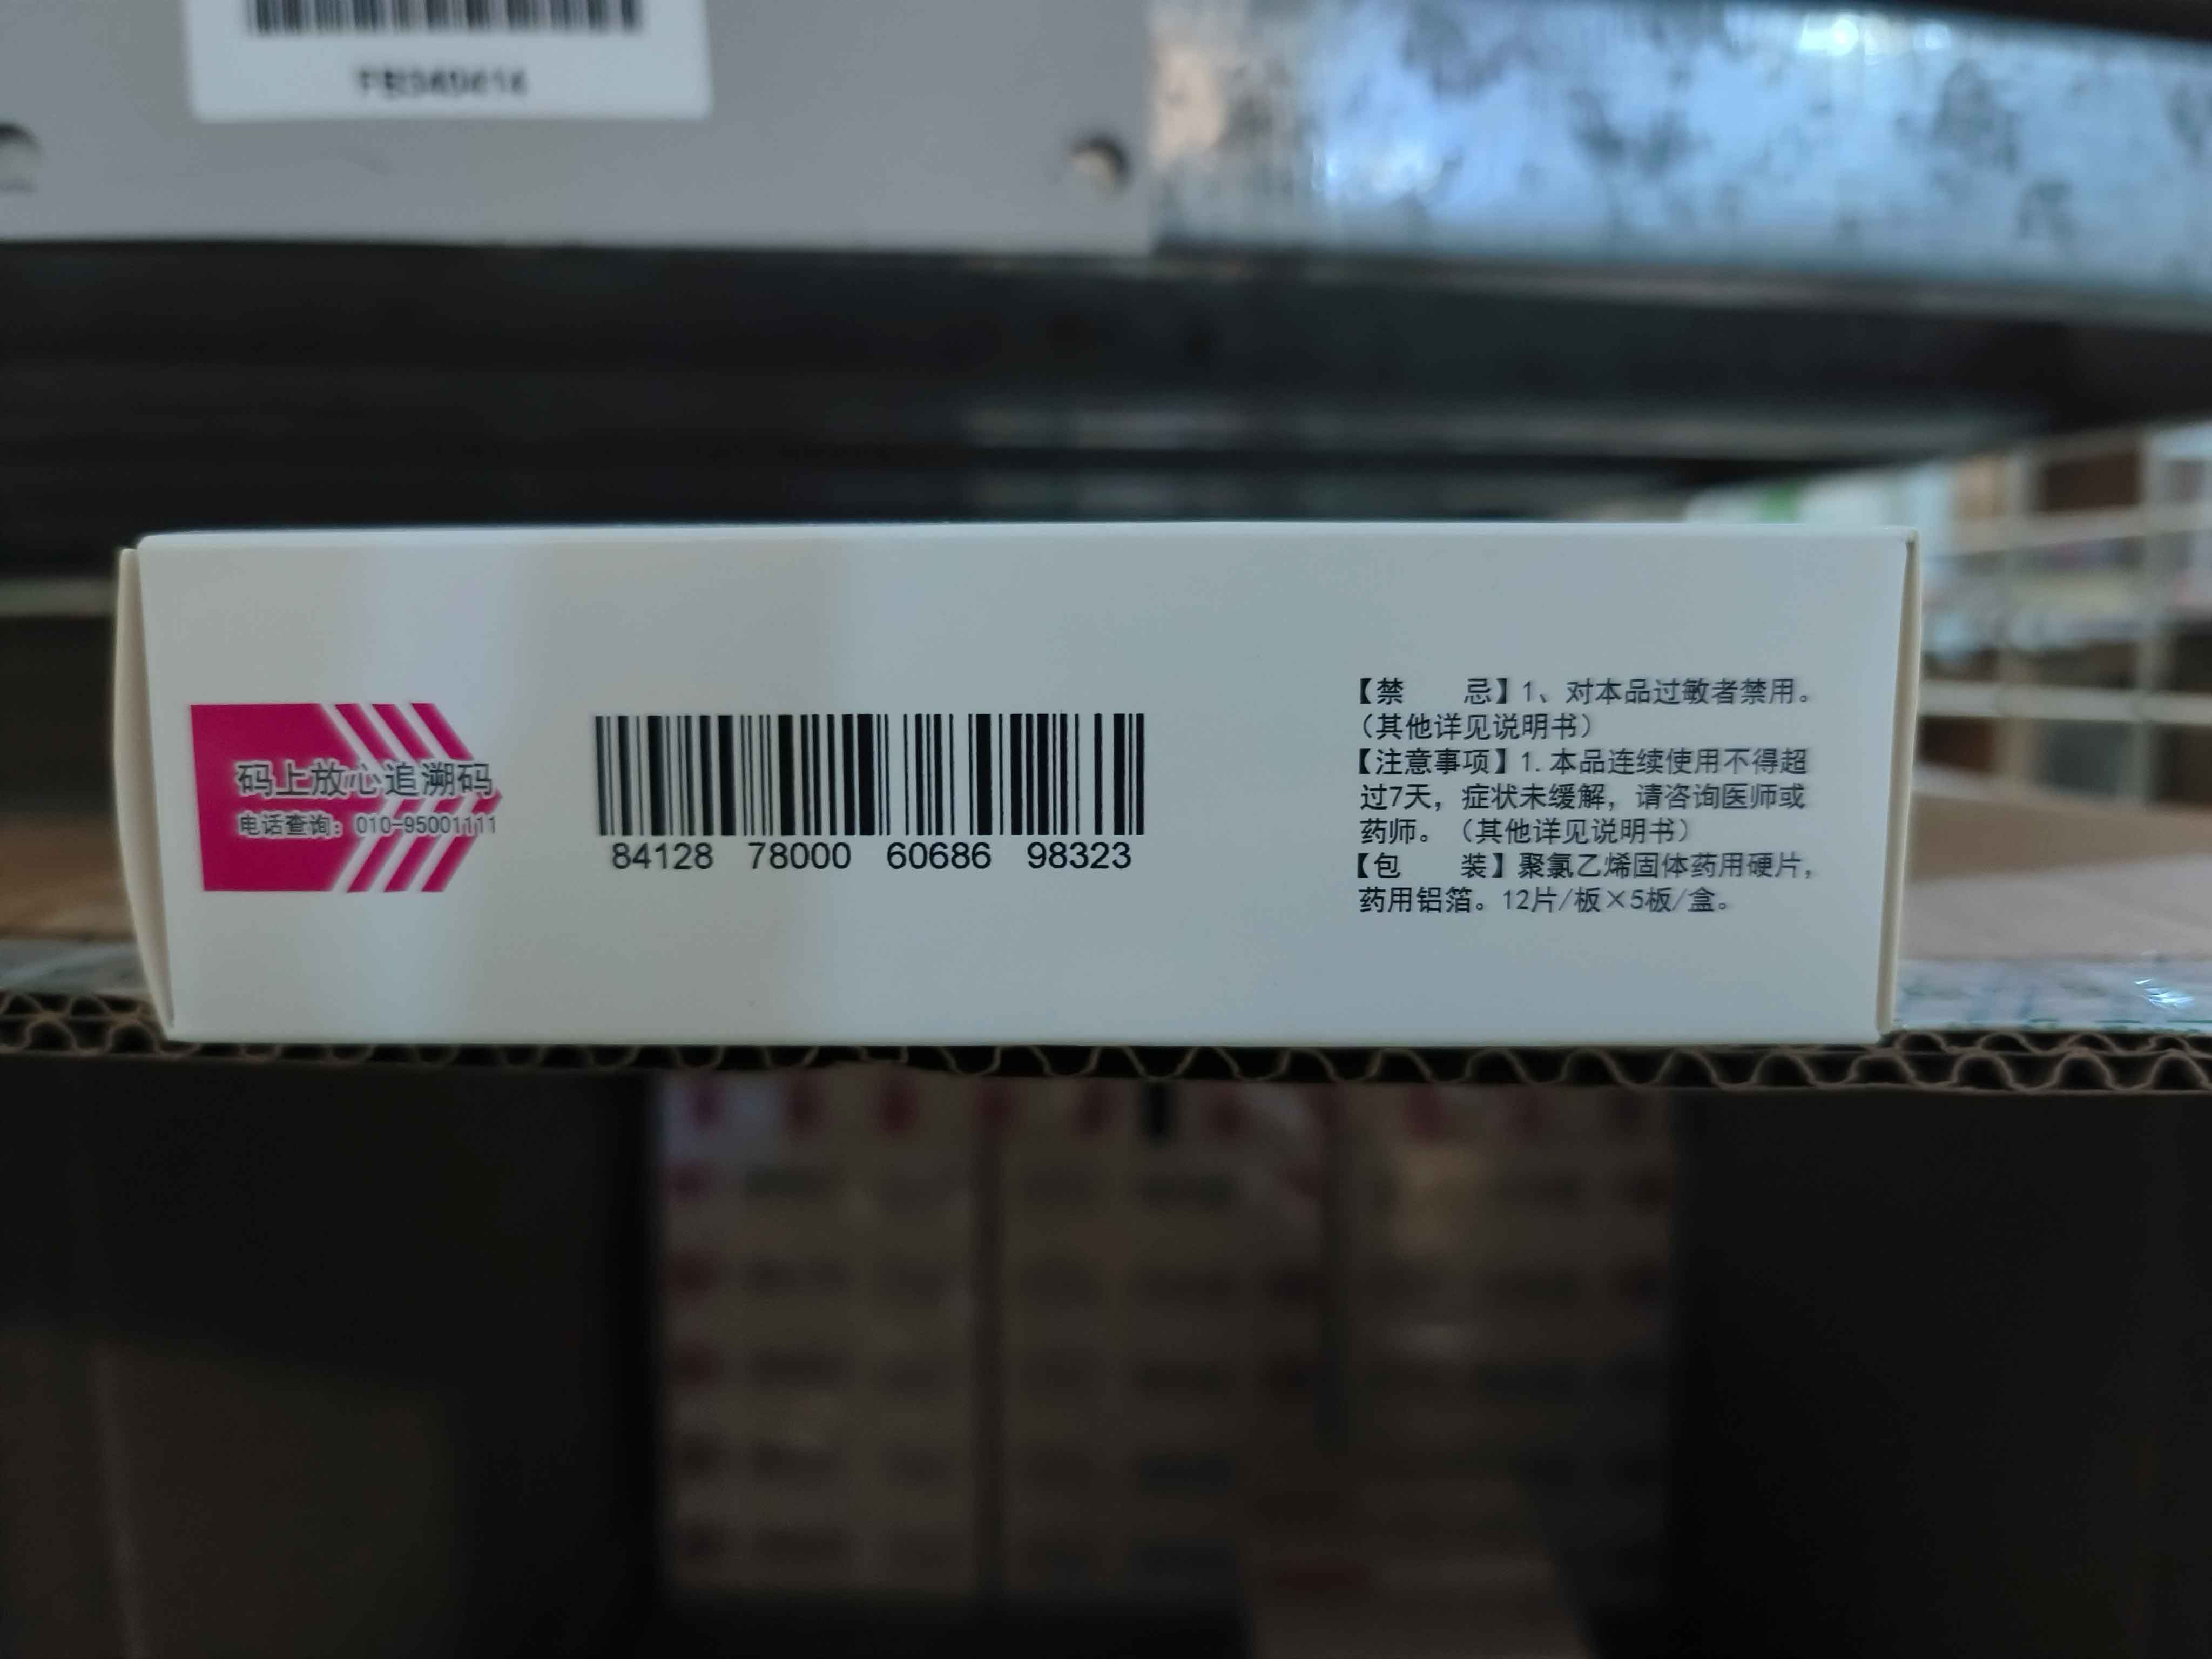 码上放心追溯码
电话查询：010-95001111
84128 78000 60686 98323
【禁 忌】1、对本品过敏者禁用。
（其他详见说明书）
【注意事项】1.本品连续使用不得超
过7天，症状未缓解，请咨询医师或
药师。（其他详见说明书）
【包 装】聚氯乙烯固体药用硬片，
药用铝箔。12片/板×5板/盒。